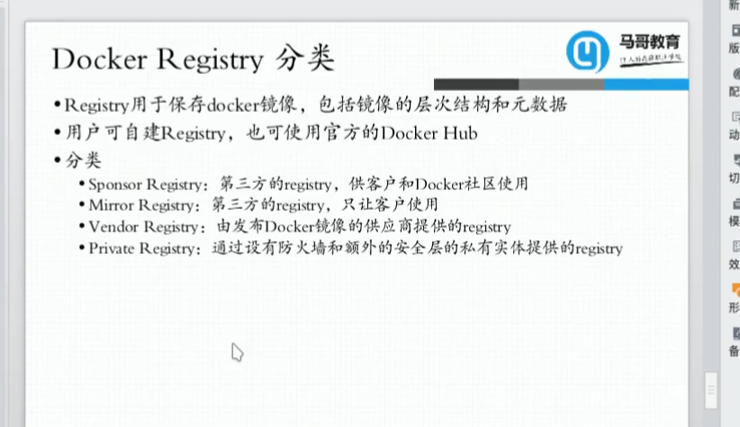 Docker Registry 分类
马哥教育
•Registry用于保存docker镜像，包括镜像的层次结构和元数据
•用户可自建Registry，也可使用官方的Docker Hub
•分类
•Sponsor Registry：第三方的registry，供客户和Docker社区使用
•Mirror Registry：第三方的registry，只让客户使用
•Vendor Registry：由发布Docker镜像的供应商提供的registry
•Private Registry：通过设有防火墙和额外的安全层的私有实体提供的registry
新
版
配
动
切
模
效
形
备